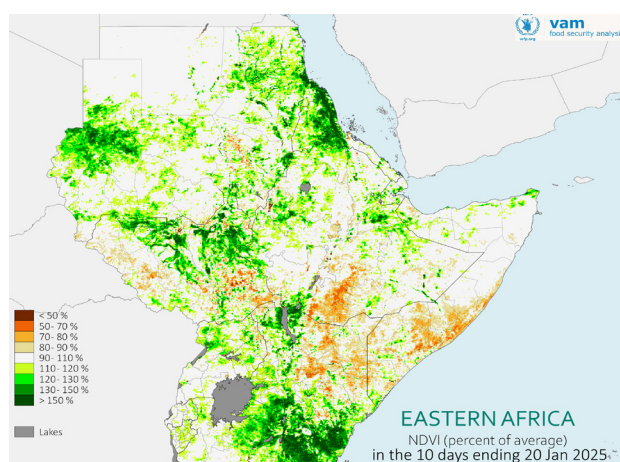 vam
food security analysis
wfp.org
< 50 %
50 - 70 %
70 - 80 %
80 - 90 %
90 - 110 %
110 - 120 %
120 - 130 %
130 - 150 %
> 150 %
Lakes
EASTERN AFRICA
NDVI (percent of average)
in the 10 days ending 20 Jan 2025